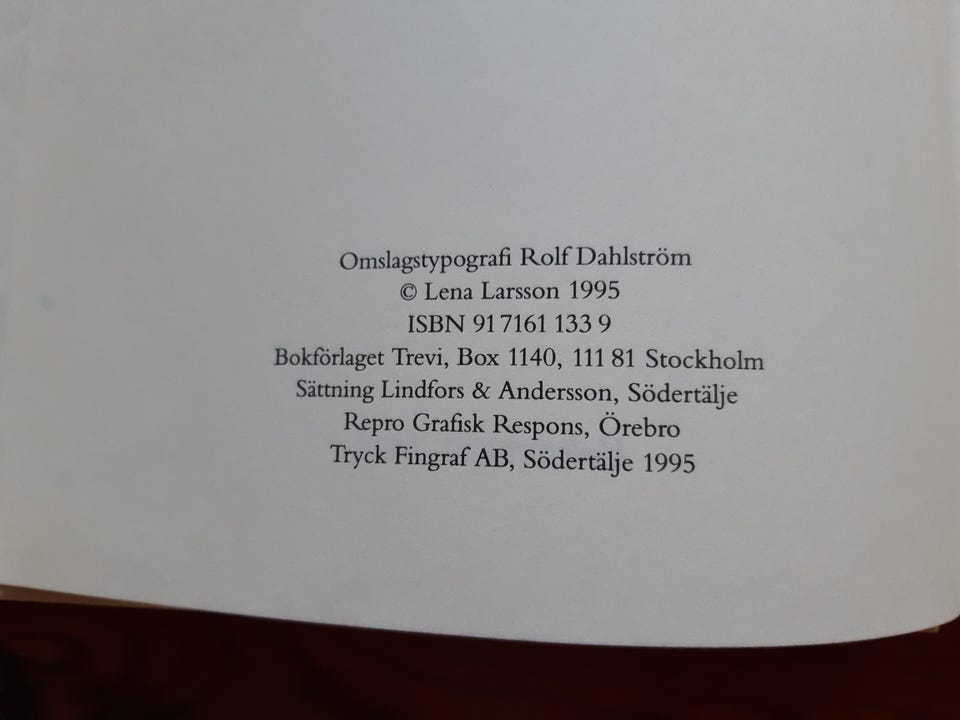 Omslagstypografi Rolf Dahlström
© Lena Larsson 1995
ISBN 91 7161 133 9
Bokförlaget Trevi, Box 1140, 111 81 Stockholm
Sättning Lindfors & Andersson, Södertälje
Repro Grafisk Respons, Örebro
Tryck Fingraf AB, Södertälje 1995